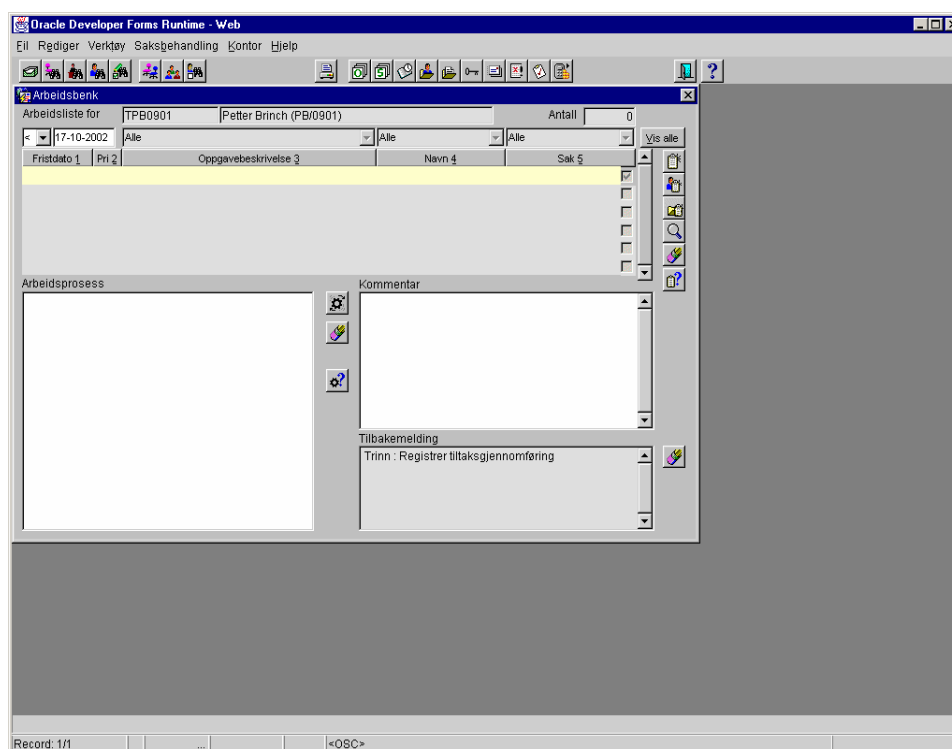 Oracle Developer Forms Runtime - Web
Fil Rediger Verktøy Saksbehandling Kontor Hjelp
Arbeidsbenk
Arbeidsliste for TPB0901 Petter Brinch (PB/0901) Antall 0
< 17-10-2002 Alle Alle Alle Vis alle
Fristdato 1 Pri 2 Oppgavebeskrivelse 3 Navn 4 Sak 5
Arbeidsprosess Kommentar
Tilbakemelding
Trinn : Registrer tiltaksgjennomføring
Record: 1/1 ... <OSC>